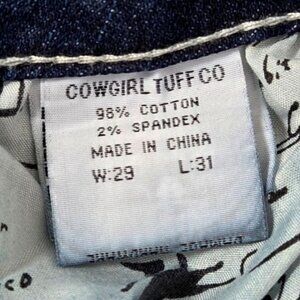 COWGIRL TUFF CO
98% COTTON
2% SPANDEX
MADE IN CHINA
W:29 L:31